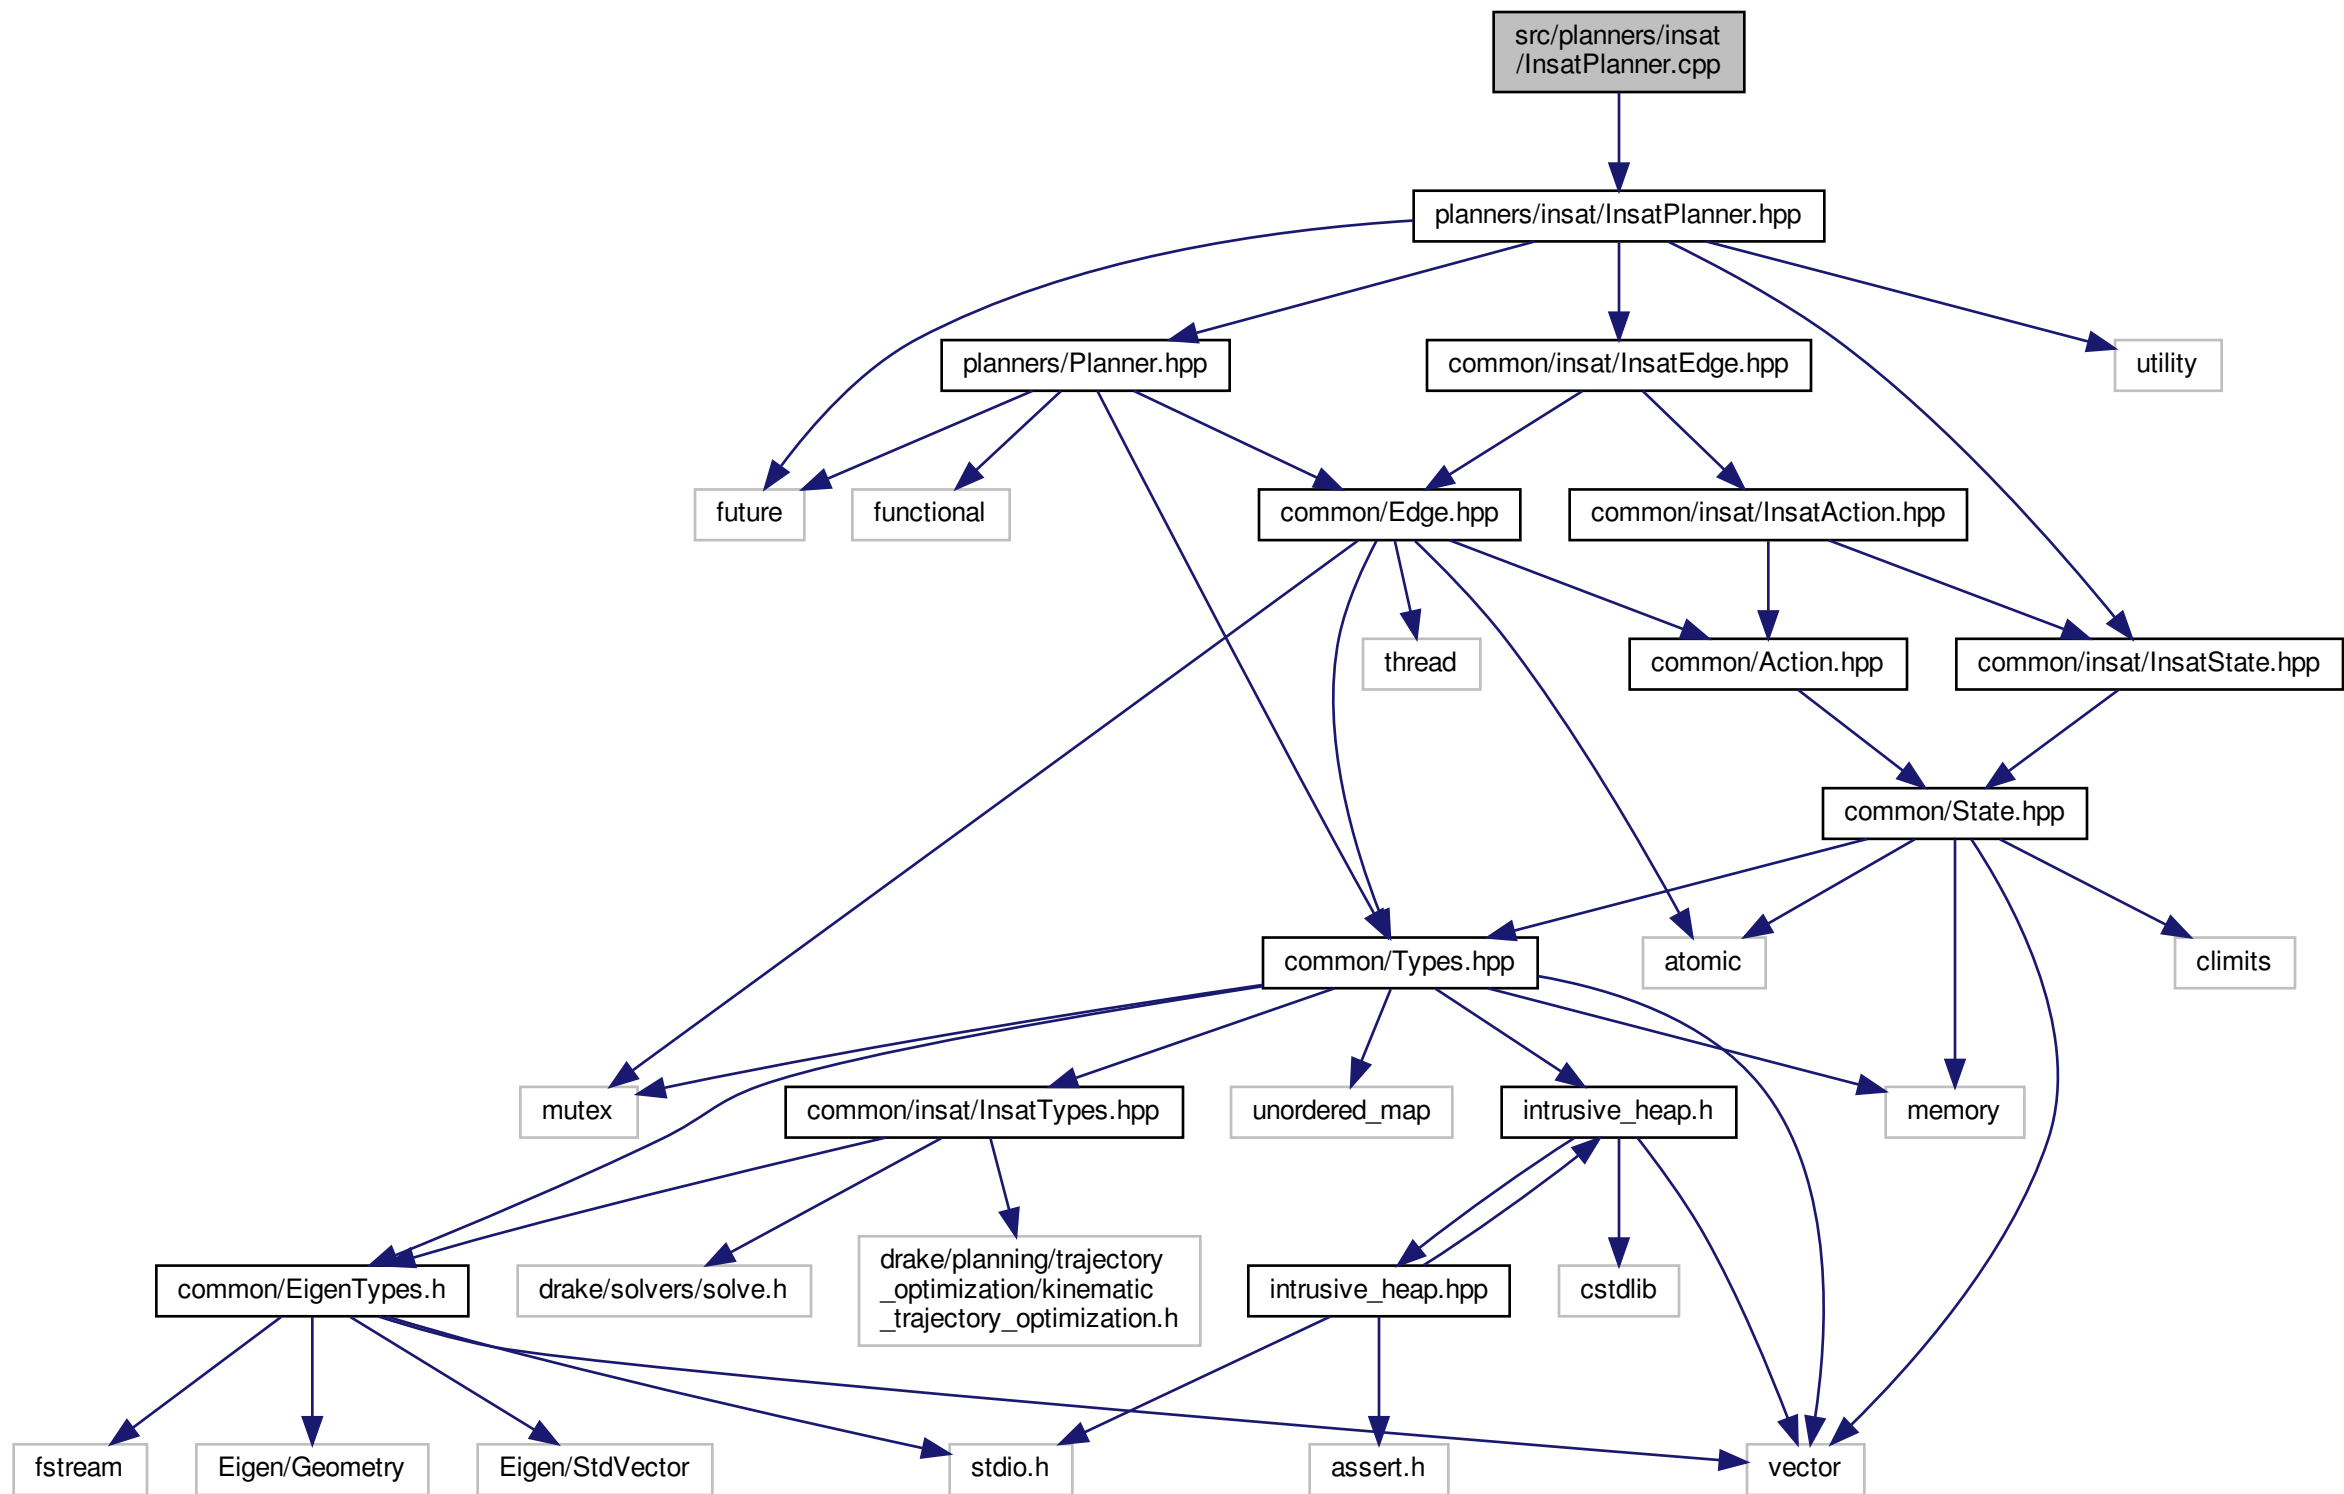 src/planners/insat
/InsatPlanner.cpp
planners/insat/InsatPlanner.hpp
planners/Planner.hpp
common/insat/InsatEdge.hpp
utility
future
functional
common/Edge.hpp
common/insat/InsatAction.hpp
thread
common/Action.hpp
common/insat/InsatState.hpp
common/State.hpp
common/Types.hpp
atomic
climits
mutex
common/insat/InsatTypes.hpp
unordered_map
intrusive_heap.h
memory
common/EigenTypes.h
drake/solvers/solve.h
drake/planning/trajectory
_optimization/kinematic
_trajectory_optimization.h
intrusive_heap.hpp
cstdlib
fstream
Eigen/Geometry
Eigen/StdVector
stdio.h
assert.h
vector